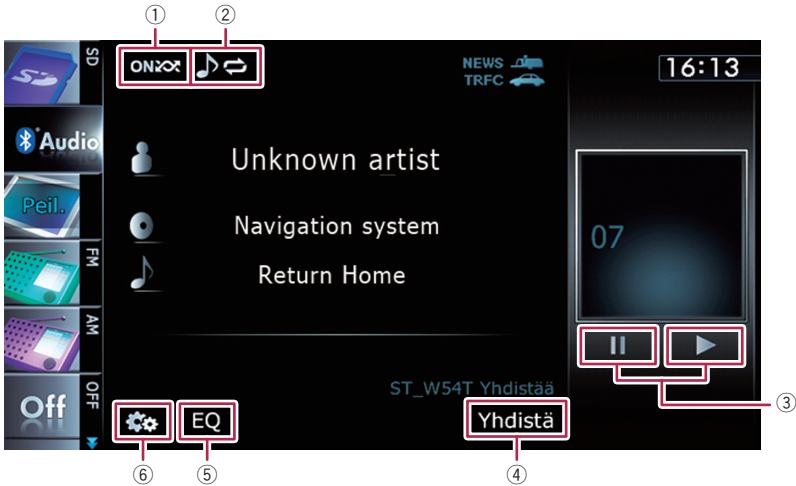 ① ②
SD
ON
NEWS
TRFC
16:13
Audio
Unknown artist
Peil.
Navigation system
07
FM
Return Home
AM
ST_W54T Yhdistää
OFF
Off
EQ
Yhdistä
③
⑥ ⑤ ④